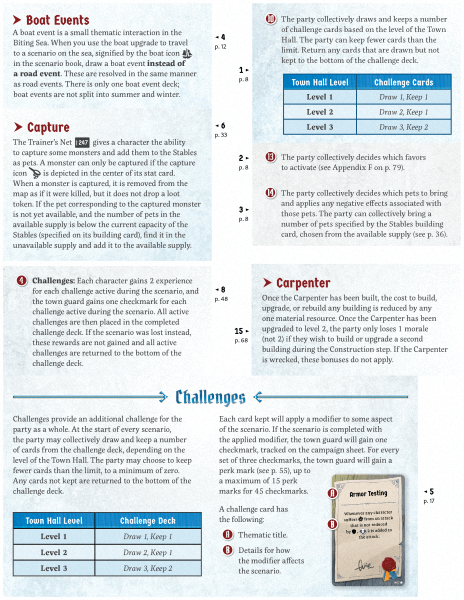 Boat Events
A boat event is a small thematic interaction in the
Biting Sea. When you use the boat upgrade to travel
to a scenario on the sea, signified by the boat icon
in the scenario book, draw a boat event instead of
a road event. These are resolved in the same manner
as road events. There is only one boat event deck;
boat events are not split into summer and winter.
4
p. 12
Capture
The Trainer's Net 247 gives a character the ability
to capture some monsters and add them to the Stables
as pets. A monster can only be captured if the capture
icon is depicted in the center of its stat card.
When a monster is captured, it is removed from the
map as if it were killed, but it does not drop a loot
token. If the pet corresponding to the captured monster
is not yet available, and the number of pets in the
available supply is below the current capacity of the
Stables (specified on its building card), find it in the
unavailable supply and add it to the available supply.
6
p. 33
10 The party collectively draws and keeps a number
of challenge cards based on the level of the Town
Hall. The party can keep fewer cards than the
limit. Return any cards that are drawn but not
kept to the bottom of the challenge deck.
1
p. 8
Town Hall Level Challenge Cards
Level 1 Draw 1, Keep 1
Level 2 Draw 2, Keep 1
Level 3 Draw 3, Keep 2
2
p. 8
13 The party collectively decides which favors
to activate (see Appendix F on p. 79).
3
p. 8
14 The party collectively decides which pets to bring
and applies any negative effects associated with
those pets. The party can collectively bring a
number of pets specified by the Stables building
card, chosen from the available supply (see p. 36).
4 Challenges: Each character gains 2 experience
for each challenge active during the scenario, and
the town guard gains one checkmark for each
challenge active during the scenario. All active
challenges are then placed in the completed
challenge deck. If the scenario was lost instead,
these rewards are not gained and all active
challenges are returned to the bottom of the
challenge deck.
8
p. 48
15
p. 68
Carpenter
Once the Carpenter has been built, the cost to build,
upgrade, or rebuild any building is reduced by any
one material resource. Once the Carpenter has been
upgraded to level 2, the party only loses 1 morale
(not 2) if they wish to build or upgrade a second
building during the Construction step. If the Carpenter
is wrecked, these bonuses do not apply.
Challenges
Challenges provide an additional challenge for the
party as a whole. At the start of every scenario,
the party may collectively draw and keep a number
of cards from the challenge deck, depending on the
level of the Town Hall. The party may choose to keep
fewer cards than the limit, to a minimum of zero.
Any cards not kept are returned to the bottom of the
challenge deck.
Town Hall Level Challenge Deck
Level 1 Draw 1, Keep 1
Level 2 Draw 2, Keep 1
Level 3 Draw 3, Keep 2
Each card kept will apply a modifier to some aspect
of the scenario. If the scenario is completed with
the applied modifier, the town guard will gain one
checkmark, tracked on the campaign sheet. For every
set of three checkmarks, the town guard will gain a
perk mark (see p. 55), up to
a maximum of 15 perk
marks for 45 checkmarks.
A challenge card has
the following:
A Thematic title.
B Details for how
the modifier affects
the scenario.
A
B
Armor Testing
Whenever any character
5
p. 17